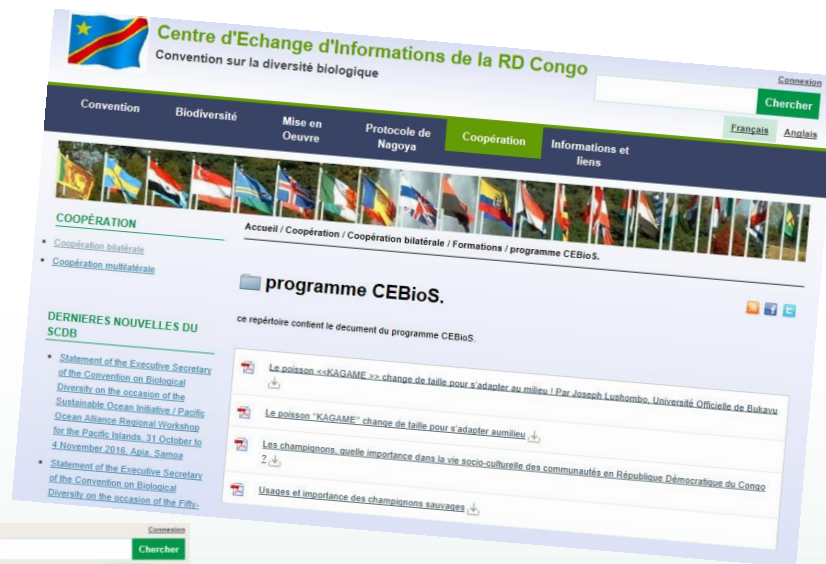 Centre d'Echange d'Informations de la RD Congo
Convention sur la diversité biologique
Connexion
Chercher
Français Anglais
Convention Biodiversité Mise en Oeuvre Protocole de Nagoya Coopération Informations et liens
COOPÉRATION
Coopération bilatérale
Coopération multilatérale
DERNIERES NOUVELLES DU
SCDB
Statement of the Executive Secretary
of the Convention on Biological
Diversity on the occasion of the
Sustainable Ocean Initiative / Pacific
Ocean Alliance Regional Workshop
for the Pacific Islands, 31 October to
4 November 2016, Apia, Samoa
Statement of the Executive Secretary
of the Convention on Biological
Diversity on the occasion of the Fifty-
Accueil / Coopération / Coopération bilatérale / Formations / programme CEBioS.
programme CEBioS.
ce repértoire contient le decument du programme CEBioS.
Le poisson <<KAGAME >> change de taille pour s'adapter au milieu ! Par Joseph Lushombo, Université Officielle de Bukavu
Le poisson "KAGAME" change de taille pour s'adapter aumilieu
Les champignons, quelle importance dans la vie socio-culturelle des communautés en République Démocratique du Congo
?
Usages et importance des champignons sauvages
Connexion
Chercher